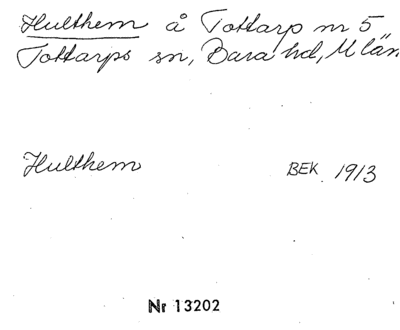 Hulthem å Tottarp nr 5
Tottarps sn, Bara hd, M län
Hulthem BEK. 1913
Nr 13202